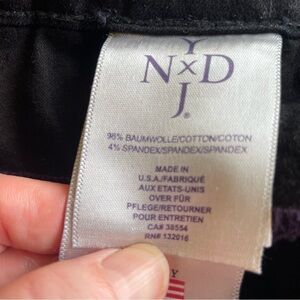 Y
N×D
J®
96% BAUMWOLLE/COTTON/COTON
4% SPANDEX/SPANDEX/SPANDEX
MADE IN
U.S.A./FABRIQUÉ
AUX ETATS-UNIS
OVER FÜR
PFLEGE/RETOURNER
POUR ENTRETIEN
CA# 38554
RN# 132016
Y